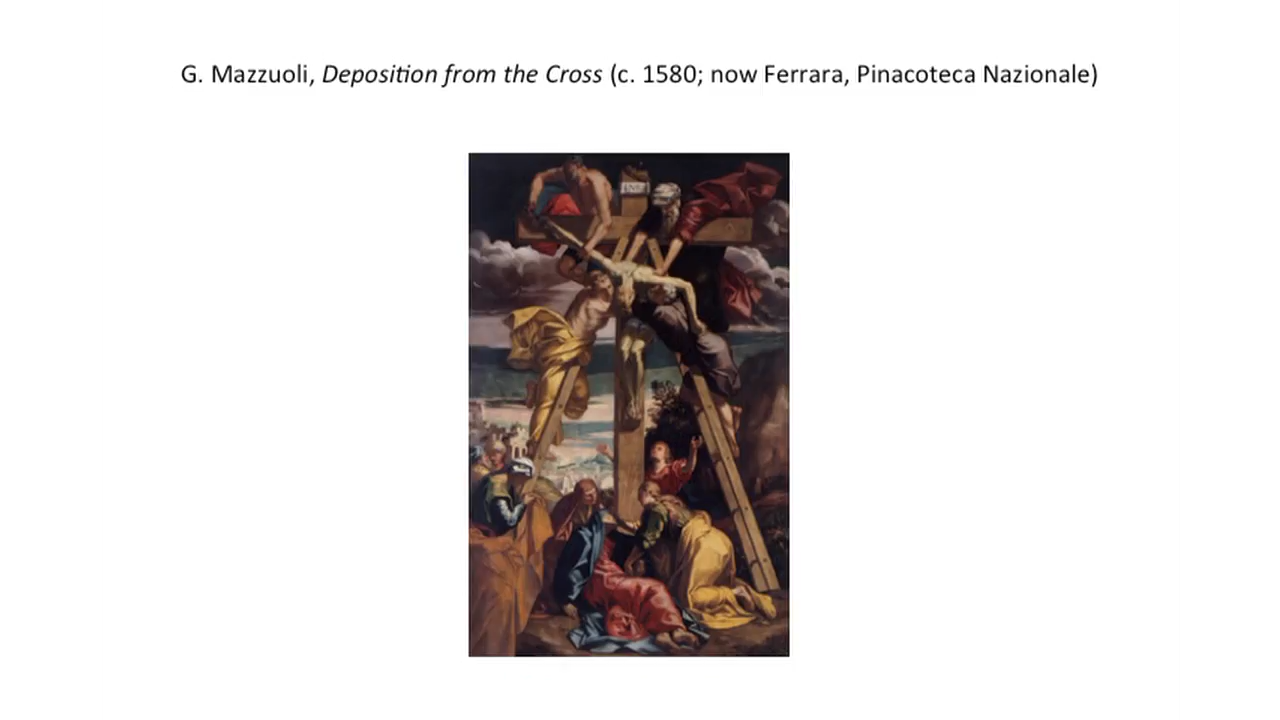 G. Mazzuoli, Deposition from the Cross (c. 1580; now Ferrara, Pinacoteca Nazionale)